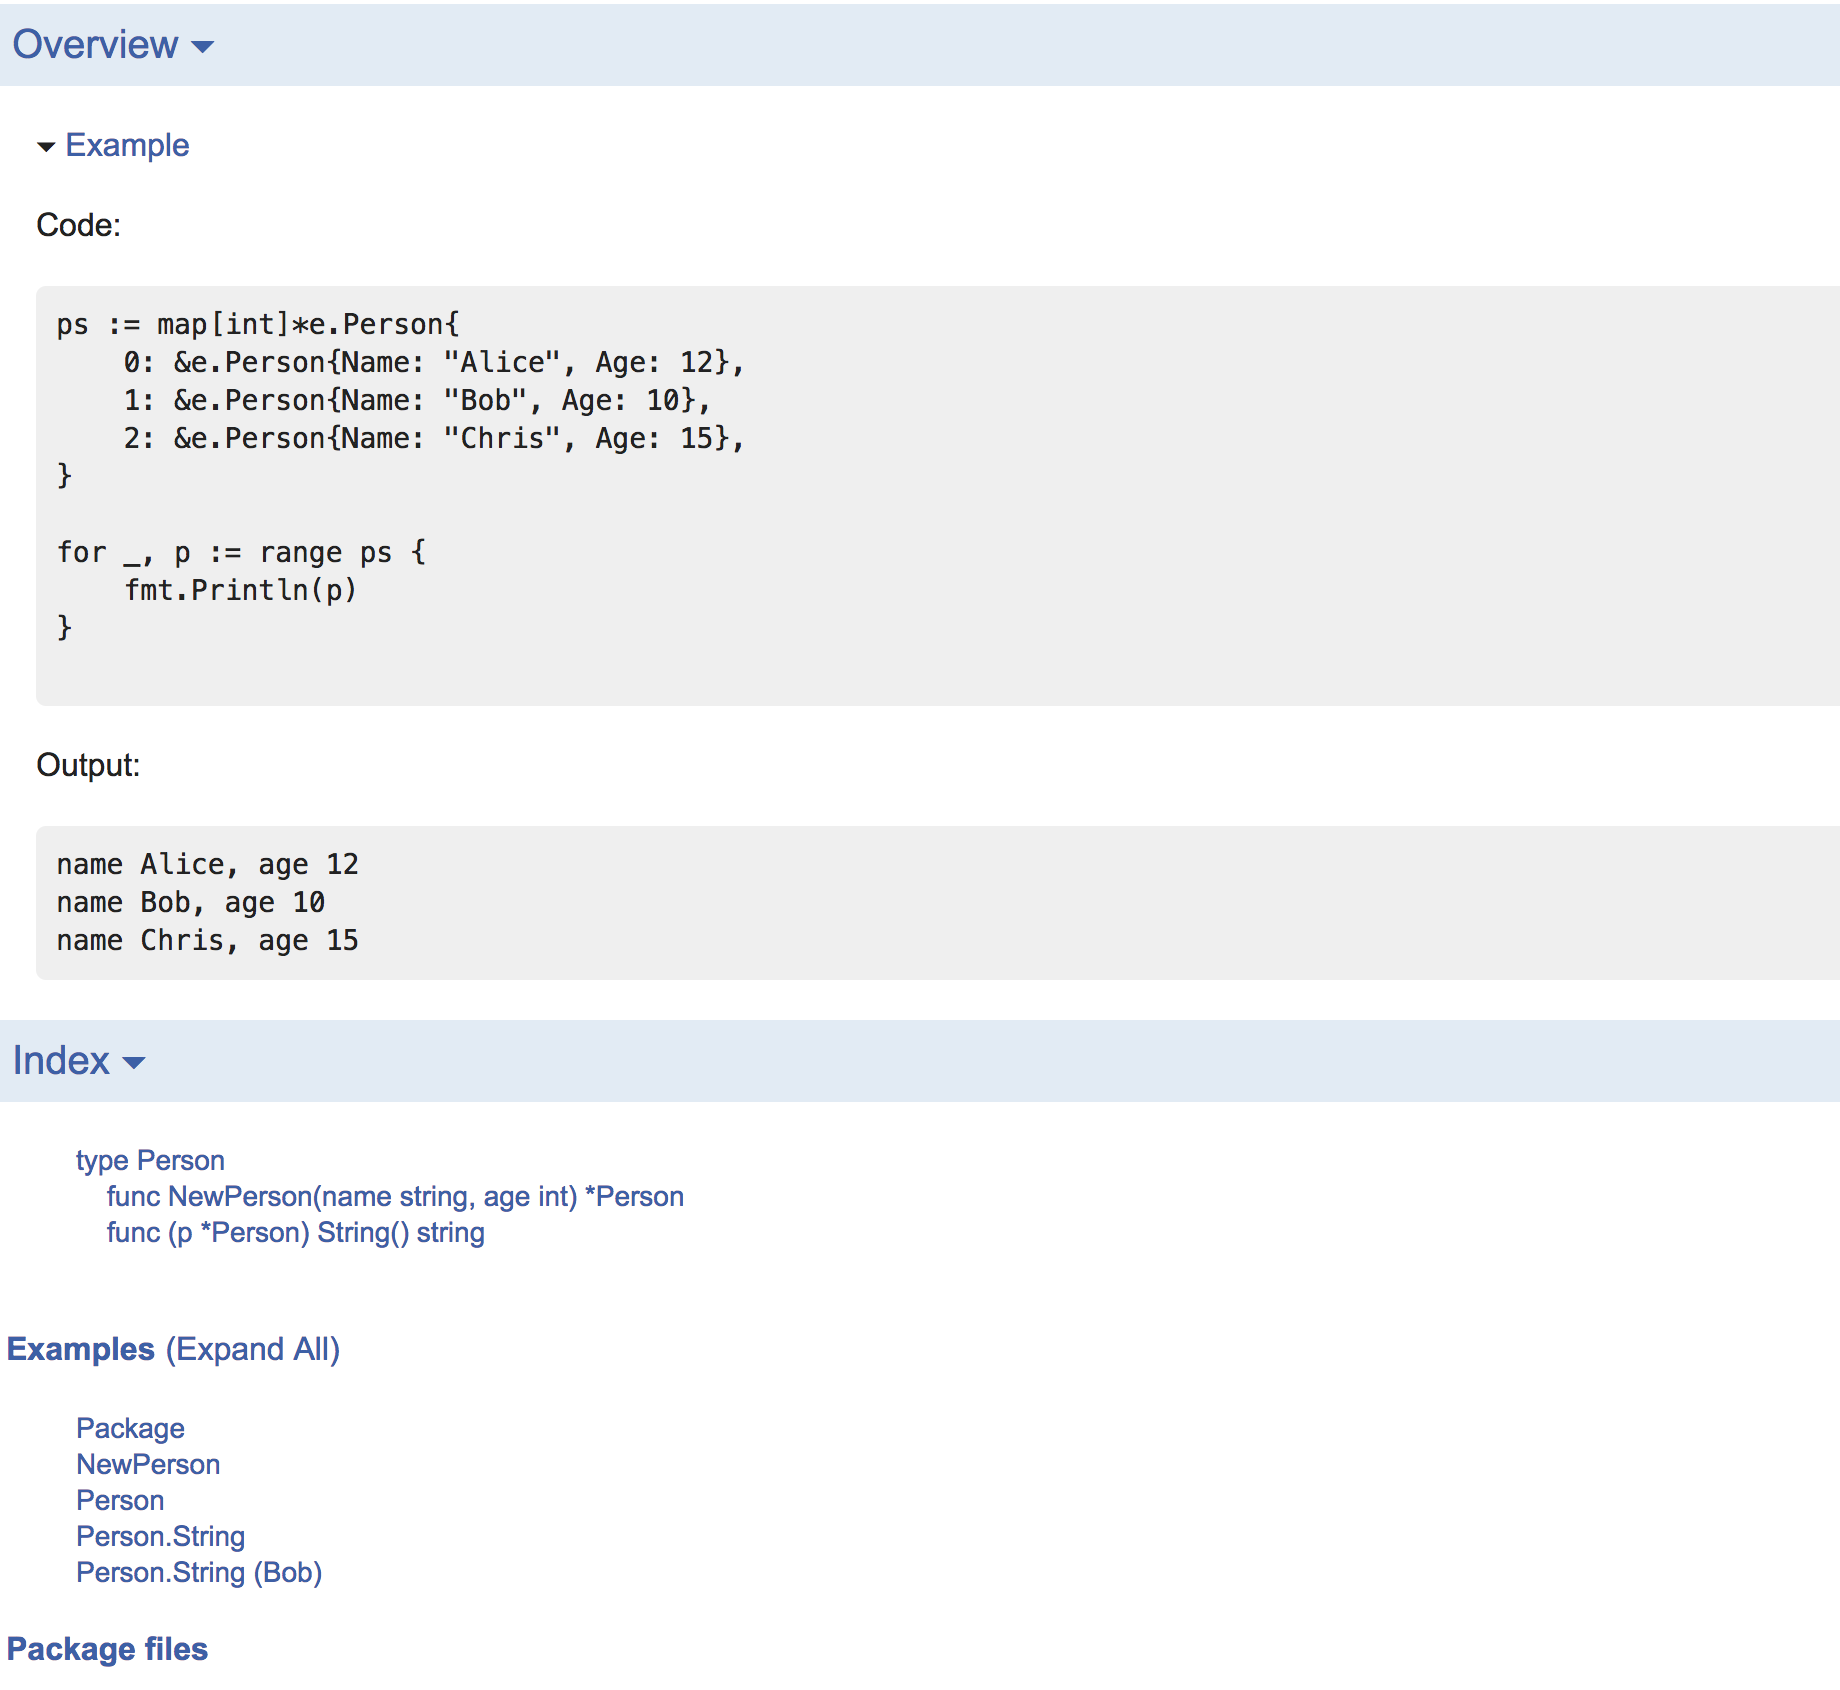 Overview
Example
Code:
ps := map[int]*e.Person{
    0: &e.Person{Name: "Alice", Age: 12},
    1: &e.Person{Name: "Bob", Age: 10},
    2: &e.Person{Name: "Chris", Age: 15},
}
for _, p := range ps {
    fmt.Println(p)
}
Output:
name Alice, age 12
name Bob, age 10
name Chris, age 15
Index
type Person
func NewPerson(name string, age int) *Person
func (p *Person) String() string
Examples (Expand All)
Package
NewPerson
Person
Person.String
Person.String (Bob)
Package files